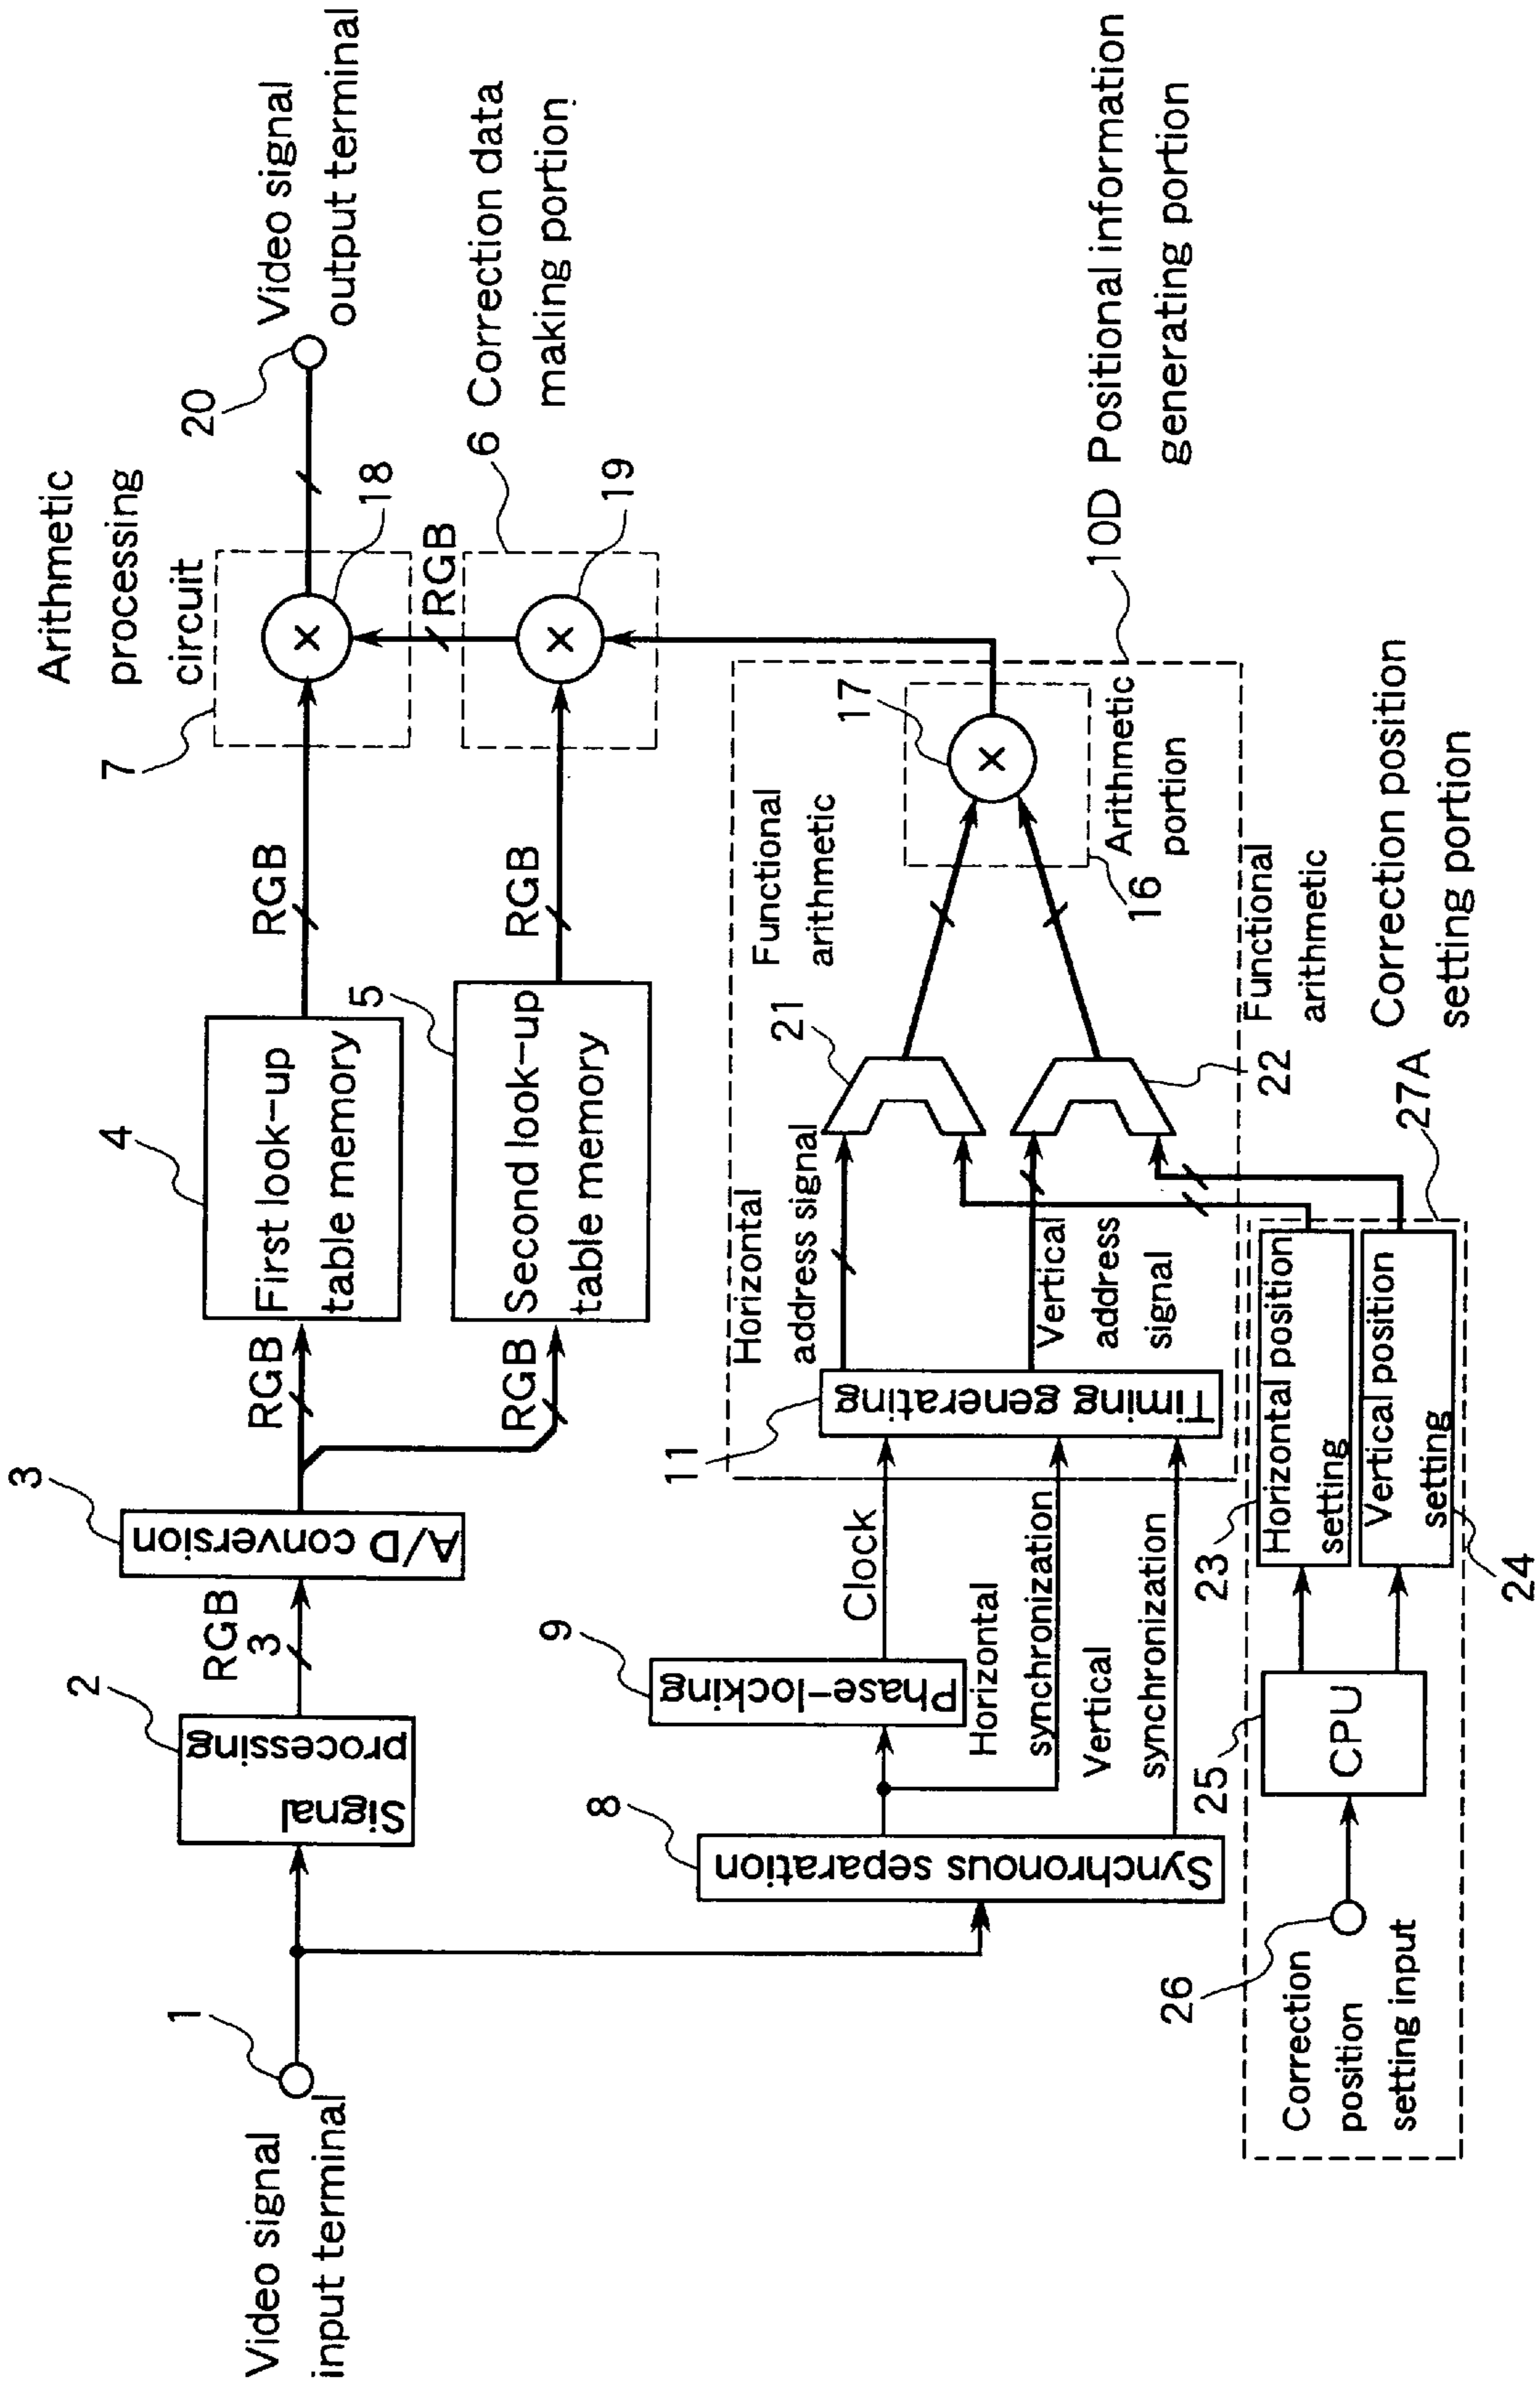 Arithmetic
processing
circuit
7
18
20
Video signal
output terminal
6 Correction data
making portion
19
RGB
RGB
RGB
4
First look-up
table memory
5
Second look-up
table memory
RGB
RGB
3
A/D conversion
RGB
3
2
Signal
processing
1
Video signal
input terminal
8
Synchronous separation
9
Phase-locking
Clock
Horizontal
synchronization
Vertical
synchronization
11
Timing generating
Horizontal
address signal
Vertical
address
signal
Functional
arithmetic
21
22
Functional
arithmetic
17
×
×
×
16
Arithmetic
portion
10D Positional information
generating portion
27A
Correction position
setting portion
23
Horizontal position
setting
Vertical position
setting
24
25
CPU
26
Correction
position
setting input